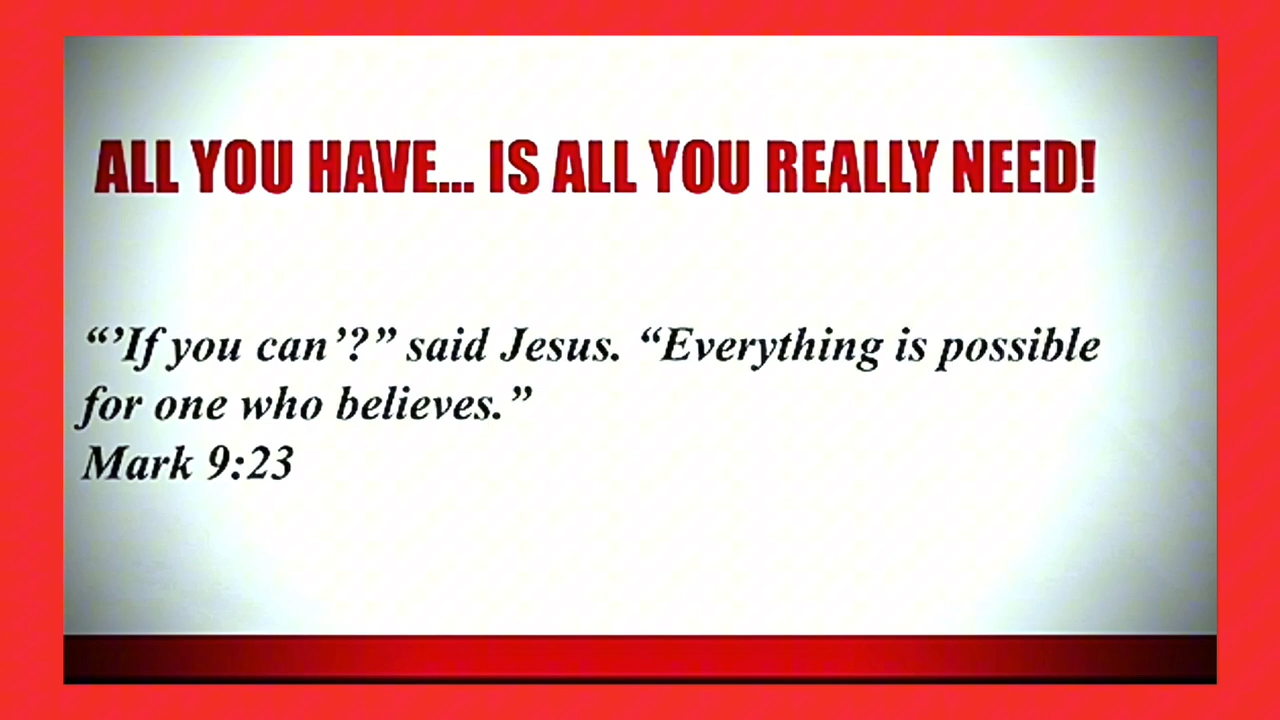 ALL YOU HAVE... IS ALL YOU REALLY NEED!
“’If you can’?” said Jesus. “Everything is possible
for one who believes.”
Mark 9:23